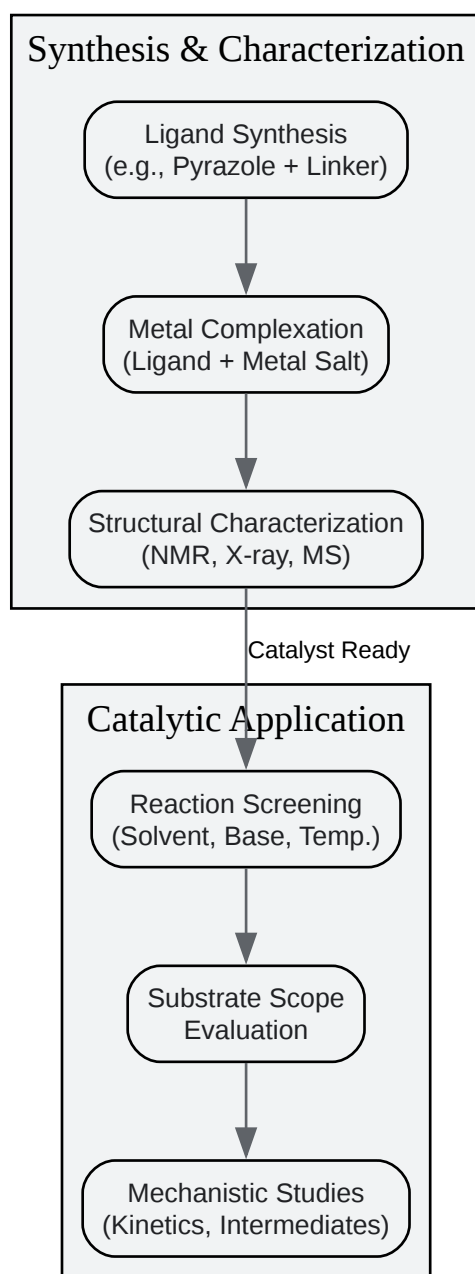 Synthesis & Characterization
Ligand Synthesis
(e.g., Pyrazole + Linker)
Metal Complexation
(Ligand + Metal Salt)
Structural Characterization
(NMR, X-ray, MS)
Catalyst Ready
Catalytic Application
Reaction Screening
(Solvent, Base, Temp.)
Substrate Scope
Evaluation
Mechanistic Studies
(Kinetics, Intermediates)